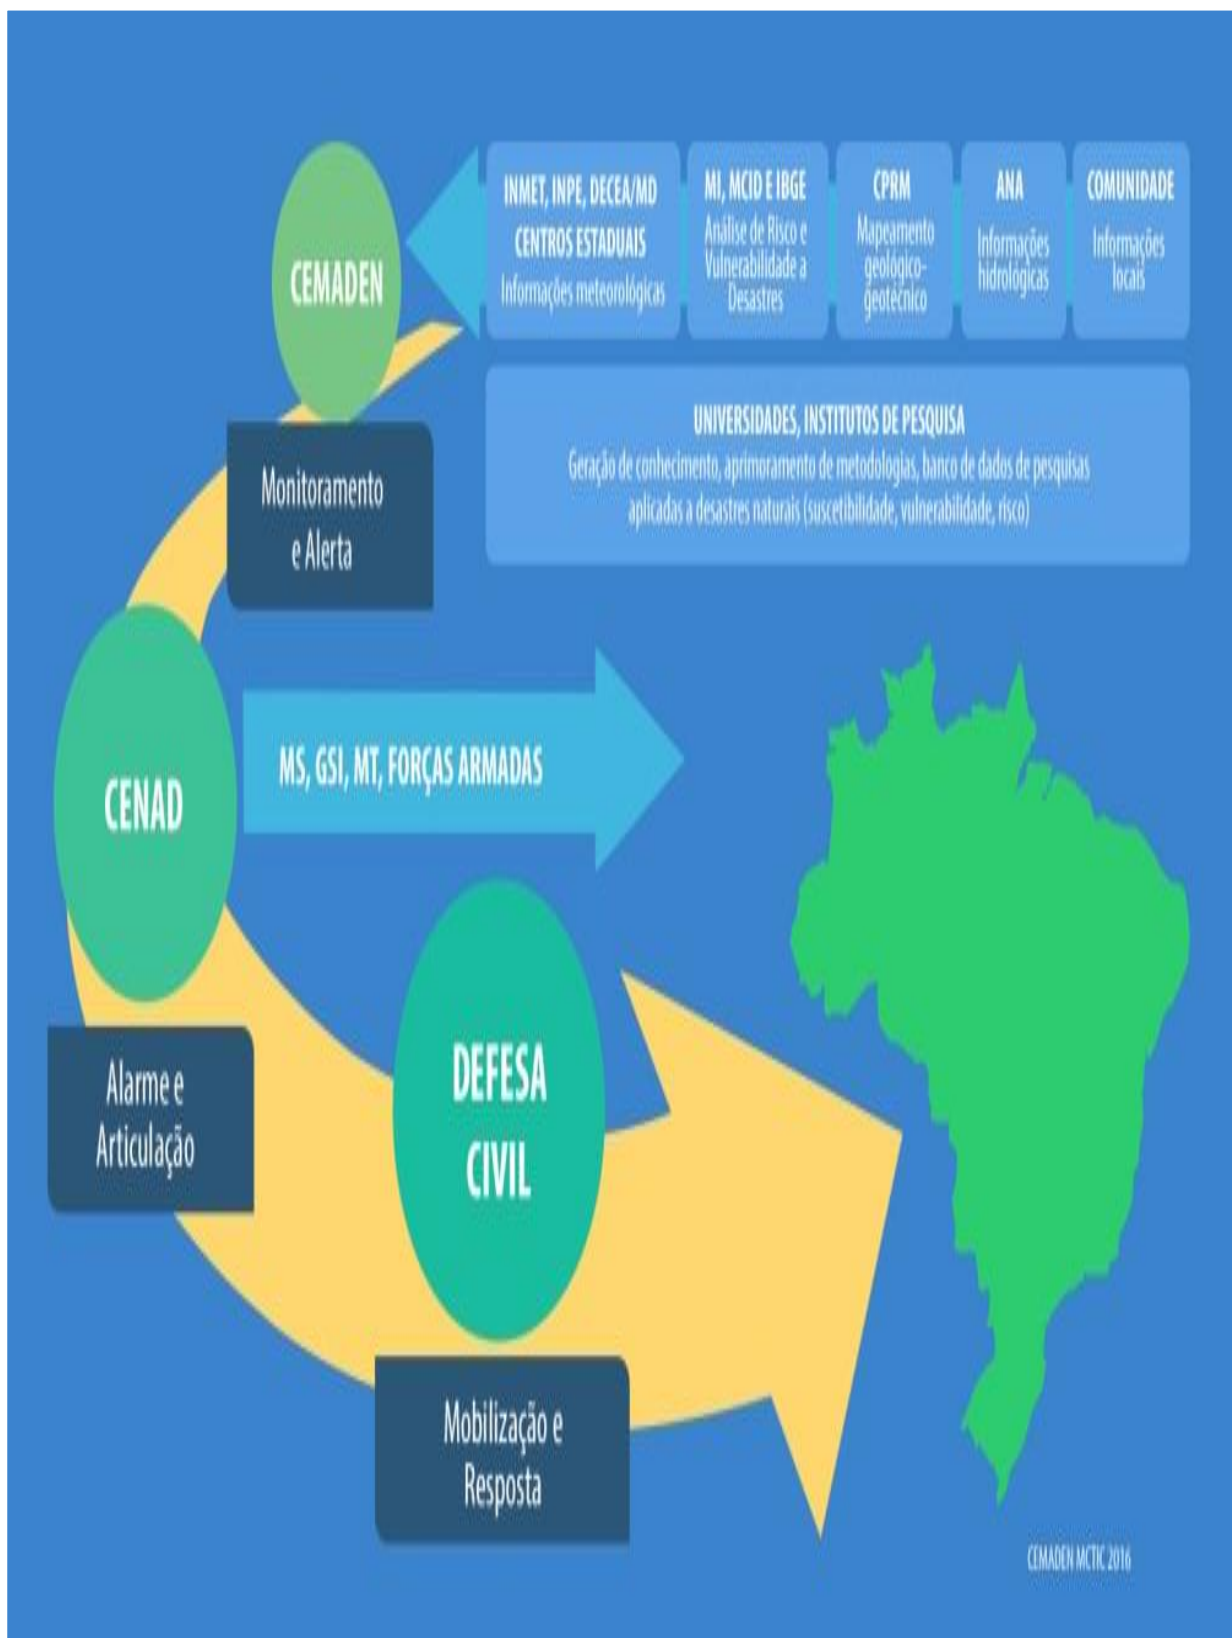 CEMADEN
Monitoramento
e Alerta
INMET, INPE, DECEA/MD
CENTROS ESTADUAIS
Informações meteorológicas
MI, MCID E IBGE
Análise de Risco e
Vulnerabilidade a
Desastres
CPRM
Mapeamento
geológico-
geotécnico
ANA
Informações
hidrológicas
COMUNIDADE
Informações
locais
UNIVERSIDADES, INSTITUTOS DE PESQUISA
Geração de conhecimento, aprimoramento de metodologias, banco de dados de pesquisas
aplicadas a desastres naturais (suscetibilidade, vulnerabilidade, risco)
CENAD
Alarme e
Articulação
MS, GSI, MT, FORÇAS ARMADAS
DEFESA
CIVIL
Mobilização e
Resposta
CEMADEN MCTIC 2016